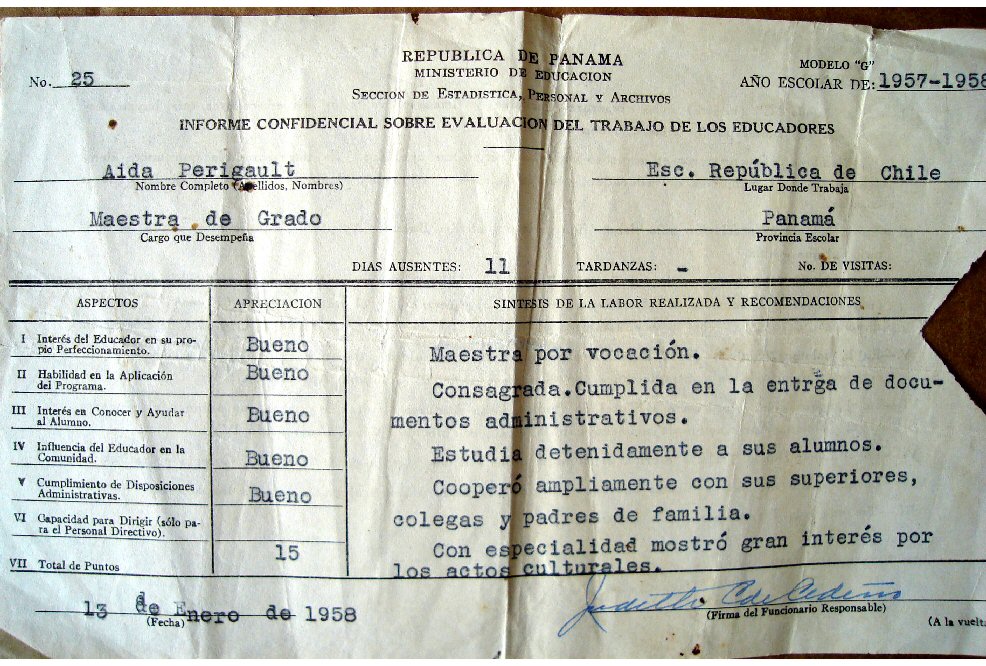 REPUBLICA DE PANAMA
MINISTERIO DE EDUCACION
SECCION DE ESTADISTICA, PERSONAL Y ARCHIVOS
No. 25
MODELO "G"
AÑO ESCOLAR DE: 1957-1958
INFORME CONFIDENCIAL SOBRE EVALUACION DEL TRABAJO DE LOS EDUCADORES
Aida Perigault
Nombre Completo (Apellidos, Nombres)
Esc. República de Chile
Lugar Donde Trabaja
Maestra de Grado
Cargo que Desempeña
Panamá
Provincia Escolar
DIAS AUSENTES: 11 TARDANZAS: - No. DE VISITAS:
ASPECTOS APRECIACION SINTESIS DE LA LABOR REALIZADA Y RECOMENDACIONES
I Interés del Educador en su pro-
pio Perfeccionamiento.
Bueno
II Habilidad en la Aplicación
del Programa.
Bueno
III Interés en Conocer y Ayudar
al Alumno.
Bueno
IV Influencia del Educador en la
Comunidad.
Bueno
V Cumplimiento de Disposiciones
Administrativas.
Bueno
VI Capacidad para Dirigir (sólo pa-
ra el Personal Directivo).
VII Total de Puntos
15
Maestra por vocación.
Consagrada.Cumplida en la entrga de docu-
mentos administrativos.
Estudia detenidamente a sus alumnos.
Cooperó ampliamente con sus superiores,
colegas y padres de familia.
Con especialidad mostró gran interés por
los actos culturales.
13 de Enero de 1958
(Fecha)
Judith C de Cedeño
(Firma del Funcionario Responsable)
(A la vuelta